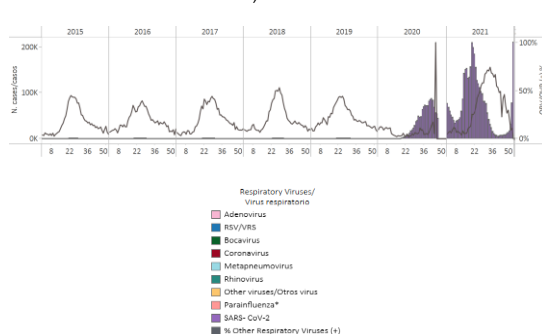 2015 2016 2017 2018 2019 2020 2021
200K
100K
0K
N. cases/casos
100%
50%
0%
8 22 36 50 8 22 36 50 8 22 36 50 8 22 36 50 8 22 36 50 8 22 36 50 8 22 36 50
Respiratory Viruses/
Virus respiratorio
Adenovirus
RSV/VRS
Bocavirus
Coronavirus
Metapneumovirus
Rhinovirus
Other viruses/Otros virus
Parainfluenza*
SARS- CoV-2
% Other Respiratory Viruses (+)